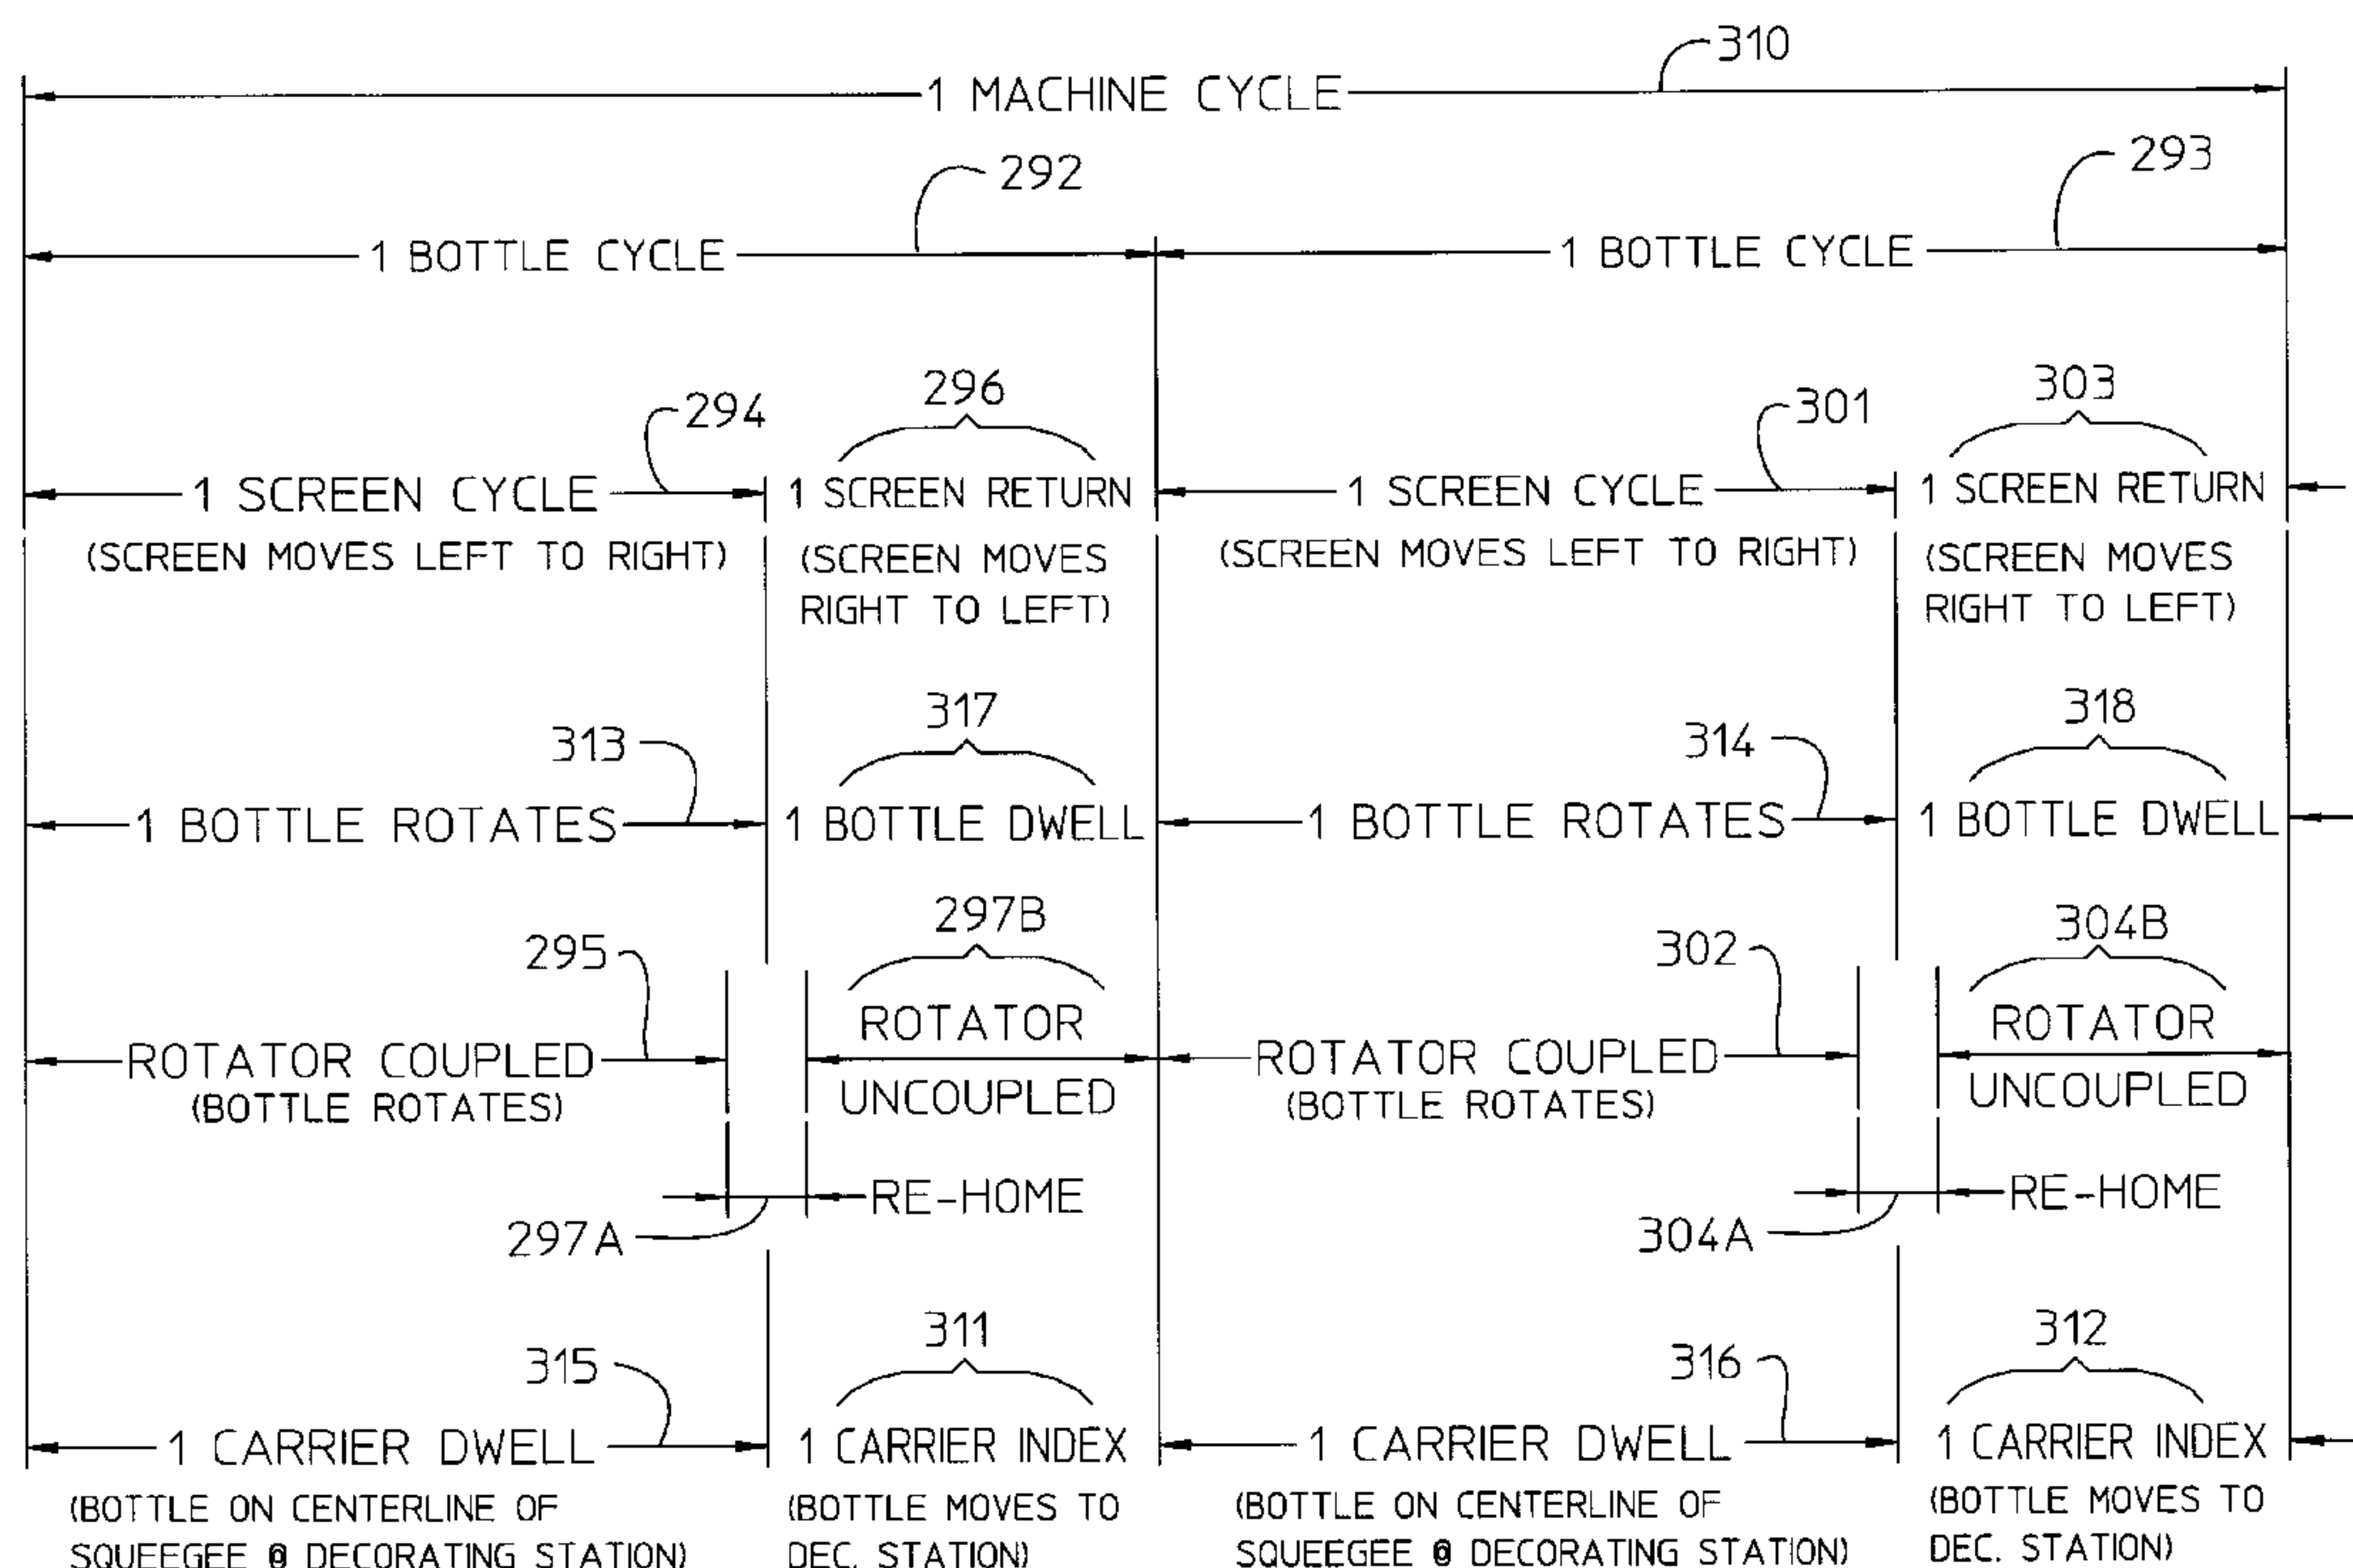 310
1 MACHINE CYCLE
292
293
1 BOTTLE CYCLE
1 BOTTLE CYCLE
294
296
301
303
1 SCREEN CYCLE
1 SCREEN RETURN
1 SCREEN CYCLE
1 SCREEN RETURN
(SCREEN MOVES LEFT TO RIGHT)
(SCREEN MOVES
RIGHT TO LEFT)
(SCREEN MOVES LEFT TO RIGHT)
(SCREEN MOVES
RIGHT TO LEFT)
313
317
314
318
1 BOTTLE ROTATES
1 BOTTLE DWELL
1 BOTTLE ROTATES
1 BOTTLE DWELL
295
297B
302
304B
ROTATOR COUPLED
(BOTTLE ROTATES)
ROTATOR
UNCOUPLED
ROTATOR COUPLED
(BOTTLE ROTATES)
ROTATOR
UNCOUPLED
297A
RE-HOME
304A
RE-HOME
315
311
316
312
1 CARRIER DWELL
1 CARRIER INDEX
1 CARRIER DWELL
1 CARRIER INDEX
(BOTTLE ON CENTERLINE OF
SQUEEGEE @ DECORATING STATION)
(BOTTLE MOVES TO
DEC. STATION)
(BOTTLE ON CENTERLINE OF
SQUEEGEE @ DECORATING STATION)
(BOTTLE MOVES TO
DEC. STATION)